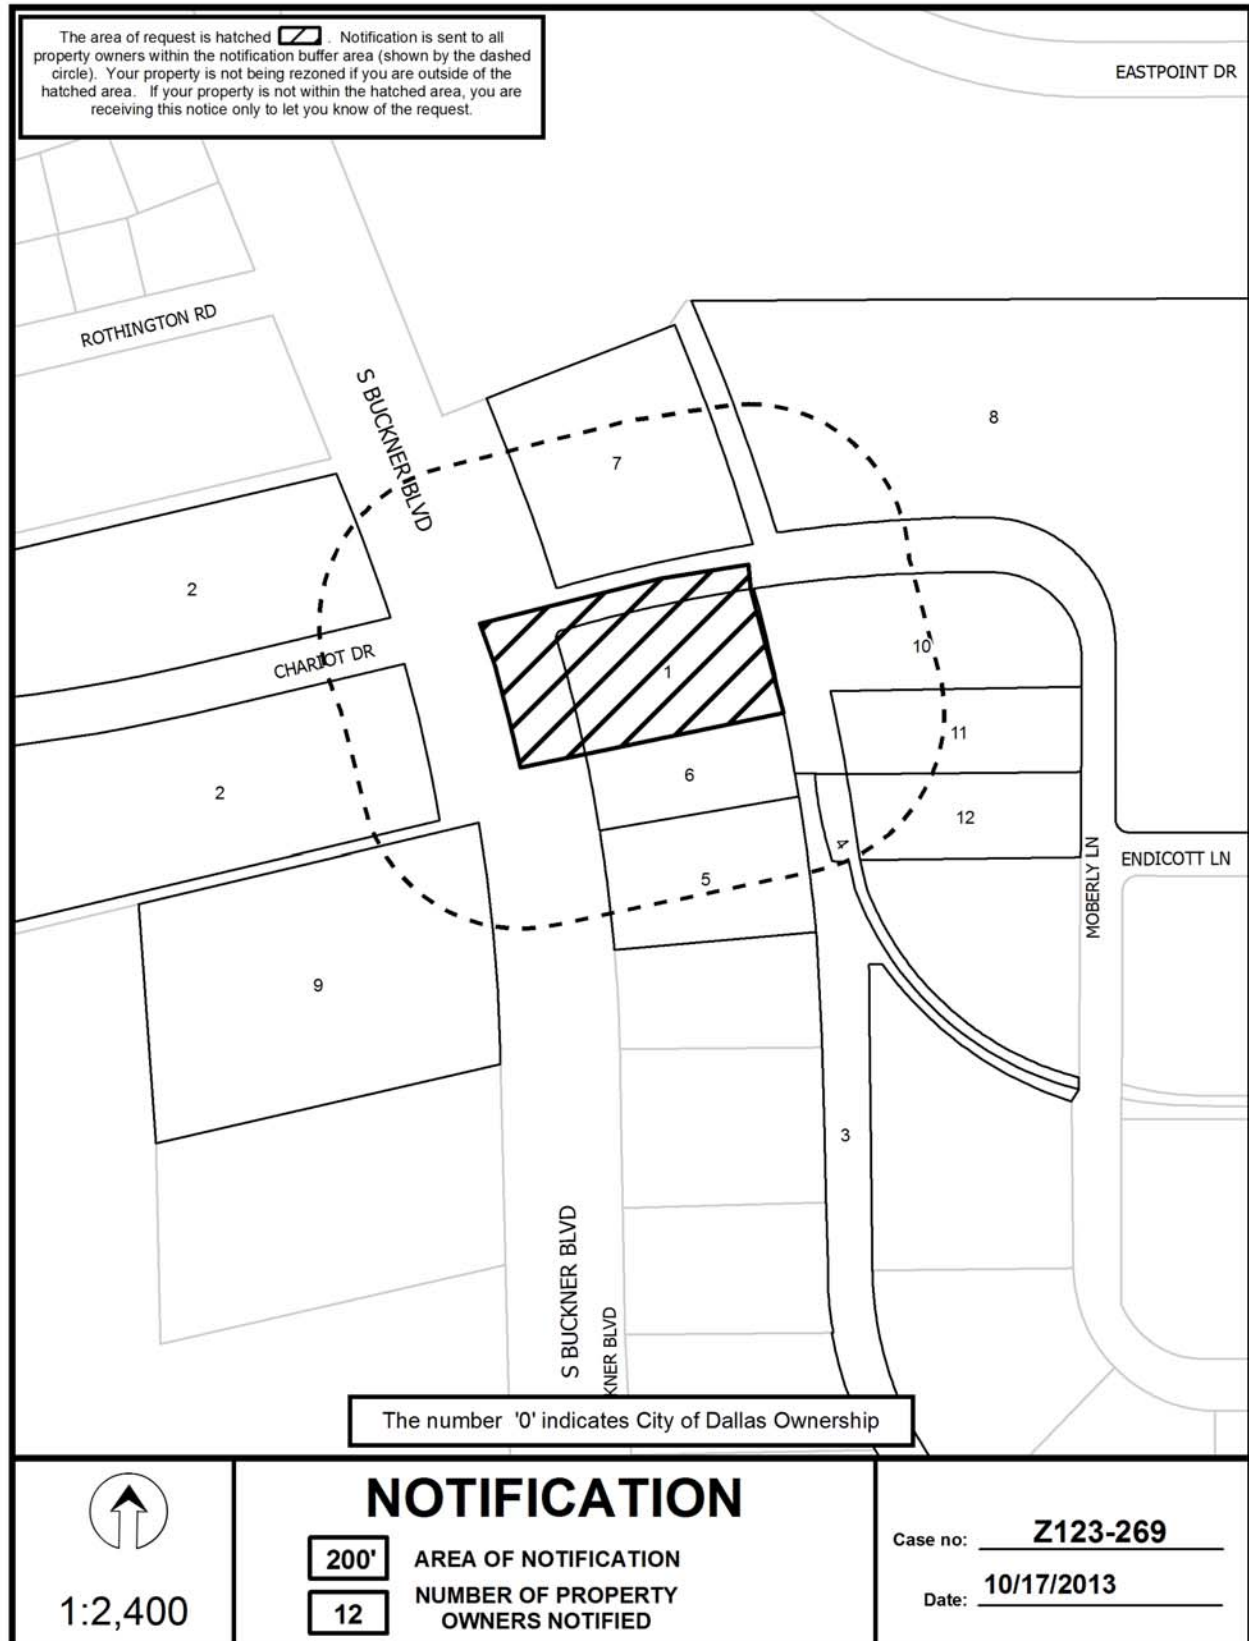 The area of request is hatched . Notification is sent to all
property owners within the notification buffer area (shown by the dashed
circle). Your property is not being rezoned if you are outside of the
hatched area. If your property is not within the hatched area, you are
receiving this notice only to let you know of the request.
EASTPOINT DR
ROTHINGTON RD
S BUCKNER BLVD
8
7
2
CHARIOT DR
10
1
11
6
2
12
4
ENDICOTT LN
5
MOBERLY LN
9
3
S BUCKNER BLVD
KNER BLVD
The number '0' indicates City of Dallas Ownership
1:2,400
NOTIFICATION
200' AREA OF NOTIFICATION
12 NUMBER OF PROPERTY
OWNERS NOTIFIED
Case no: Z123-269
Date: 10/17/2013